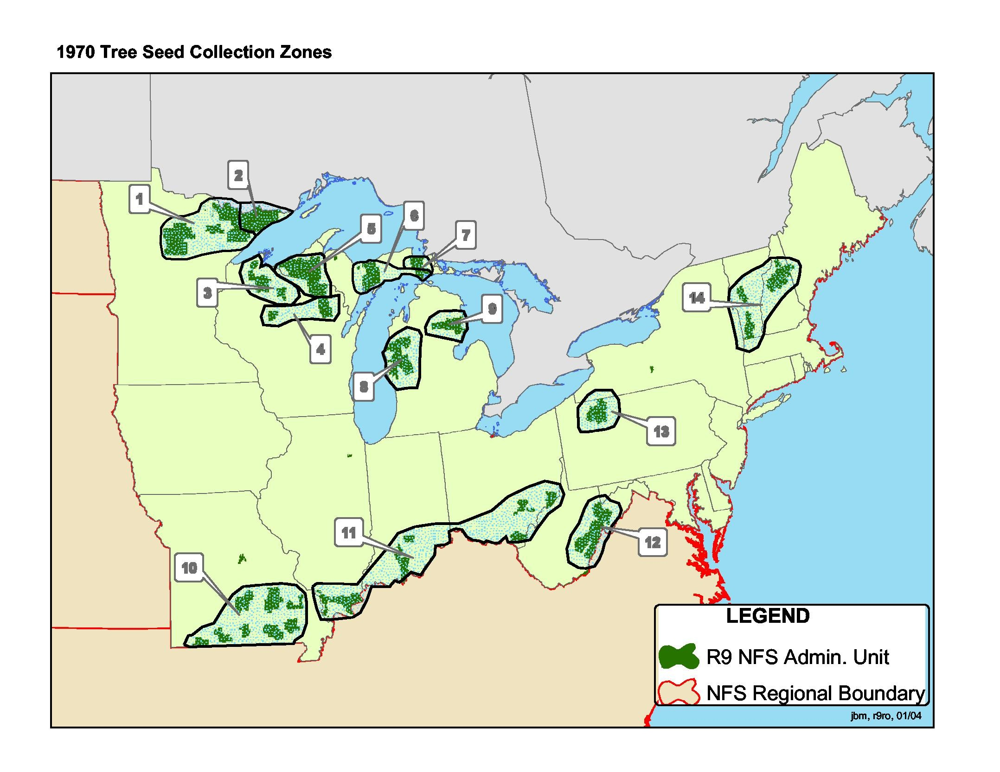 1970 Tree Seed Collection Zones
2
1
6
5
7
3
14
9
4
8
13
11
12
10
LEGEND
R9 NFS Admin. Unit
NFS Regional Boundary
jbm, r9ro, 01/04